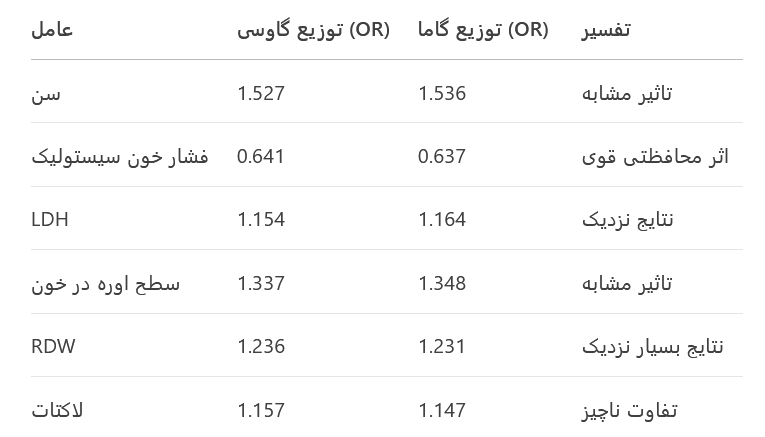 عامل توزیع گاوسی (OR) توزیع گاما (OR) تفسیر
سن 1.527 1.536 تاثیر مشابه
فشار خون سیستولیک 0.641 0.637 اثر محافظتی قوی
LDH 1.154 1.164 نتایج نزدیک
سطح اوره در خون 1.337 1.348 تاثیر مشابه
RDW 1.236 1.231 نتایج بسیار نزدیک
لاکتات 1.157 1.147 تفاوت ناچیز